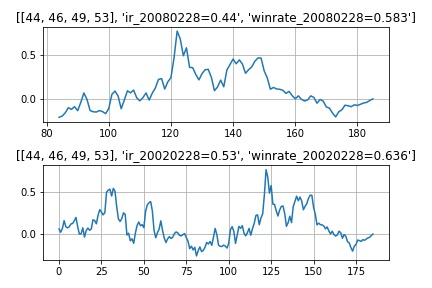 [[44, 46, 49, 53], 'ir_20080228=0.44', 'winrate_20080228=0.583']
0.5
0.0
80 100 120 140 160 180
[[44, 46, 49, 53], 'ir_20020228=0.53', 'winrate_20020228=0.636']
0.5
0.0
0 25 50 75 100 125 150 175